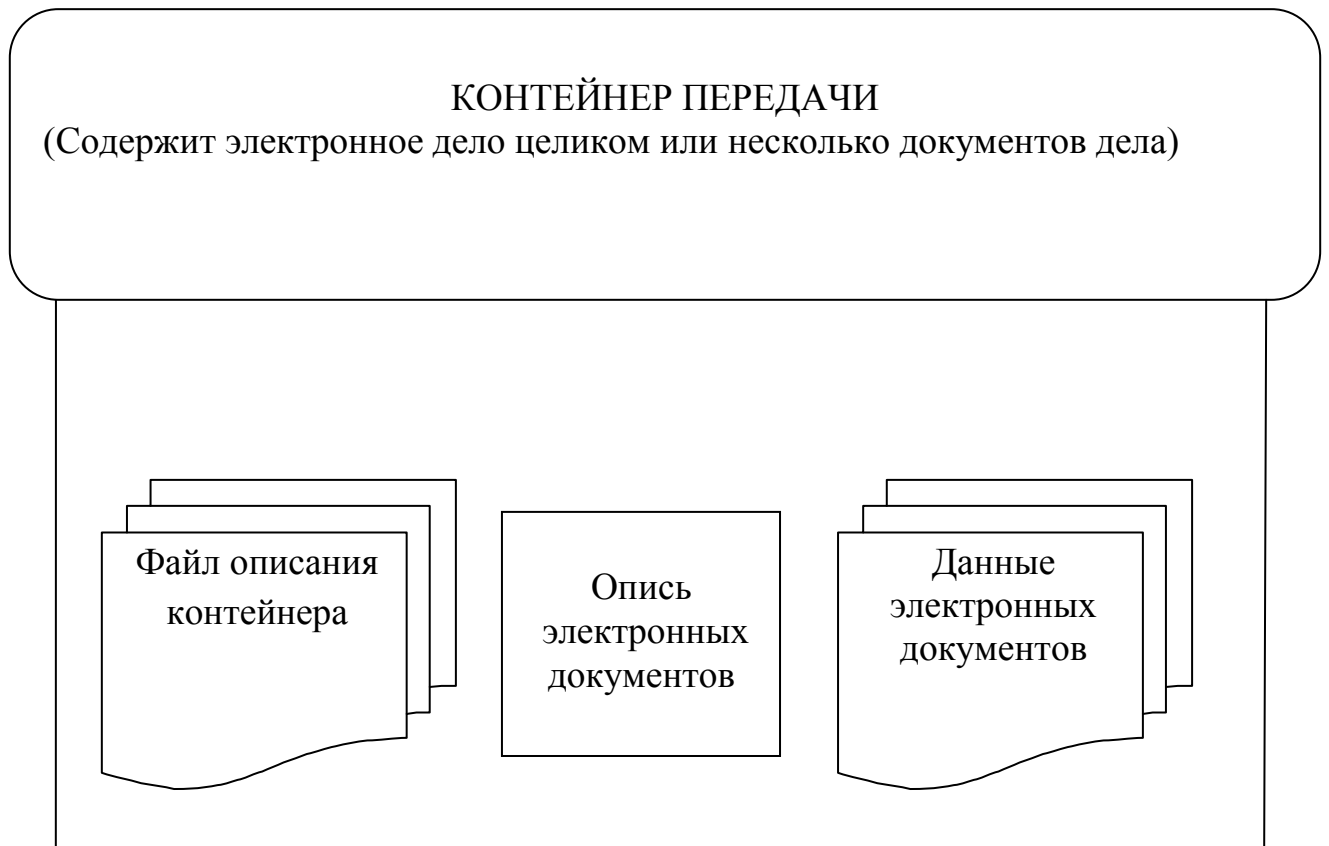 КОНТЕЙНЕР ПЕРЕДАЧИ
(Содержит электронное дело целиком или несколько документов дела)
Файл описания
контейнера
Опись
электронных
документов
Данные
электронных
документов